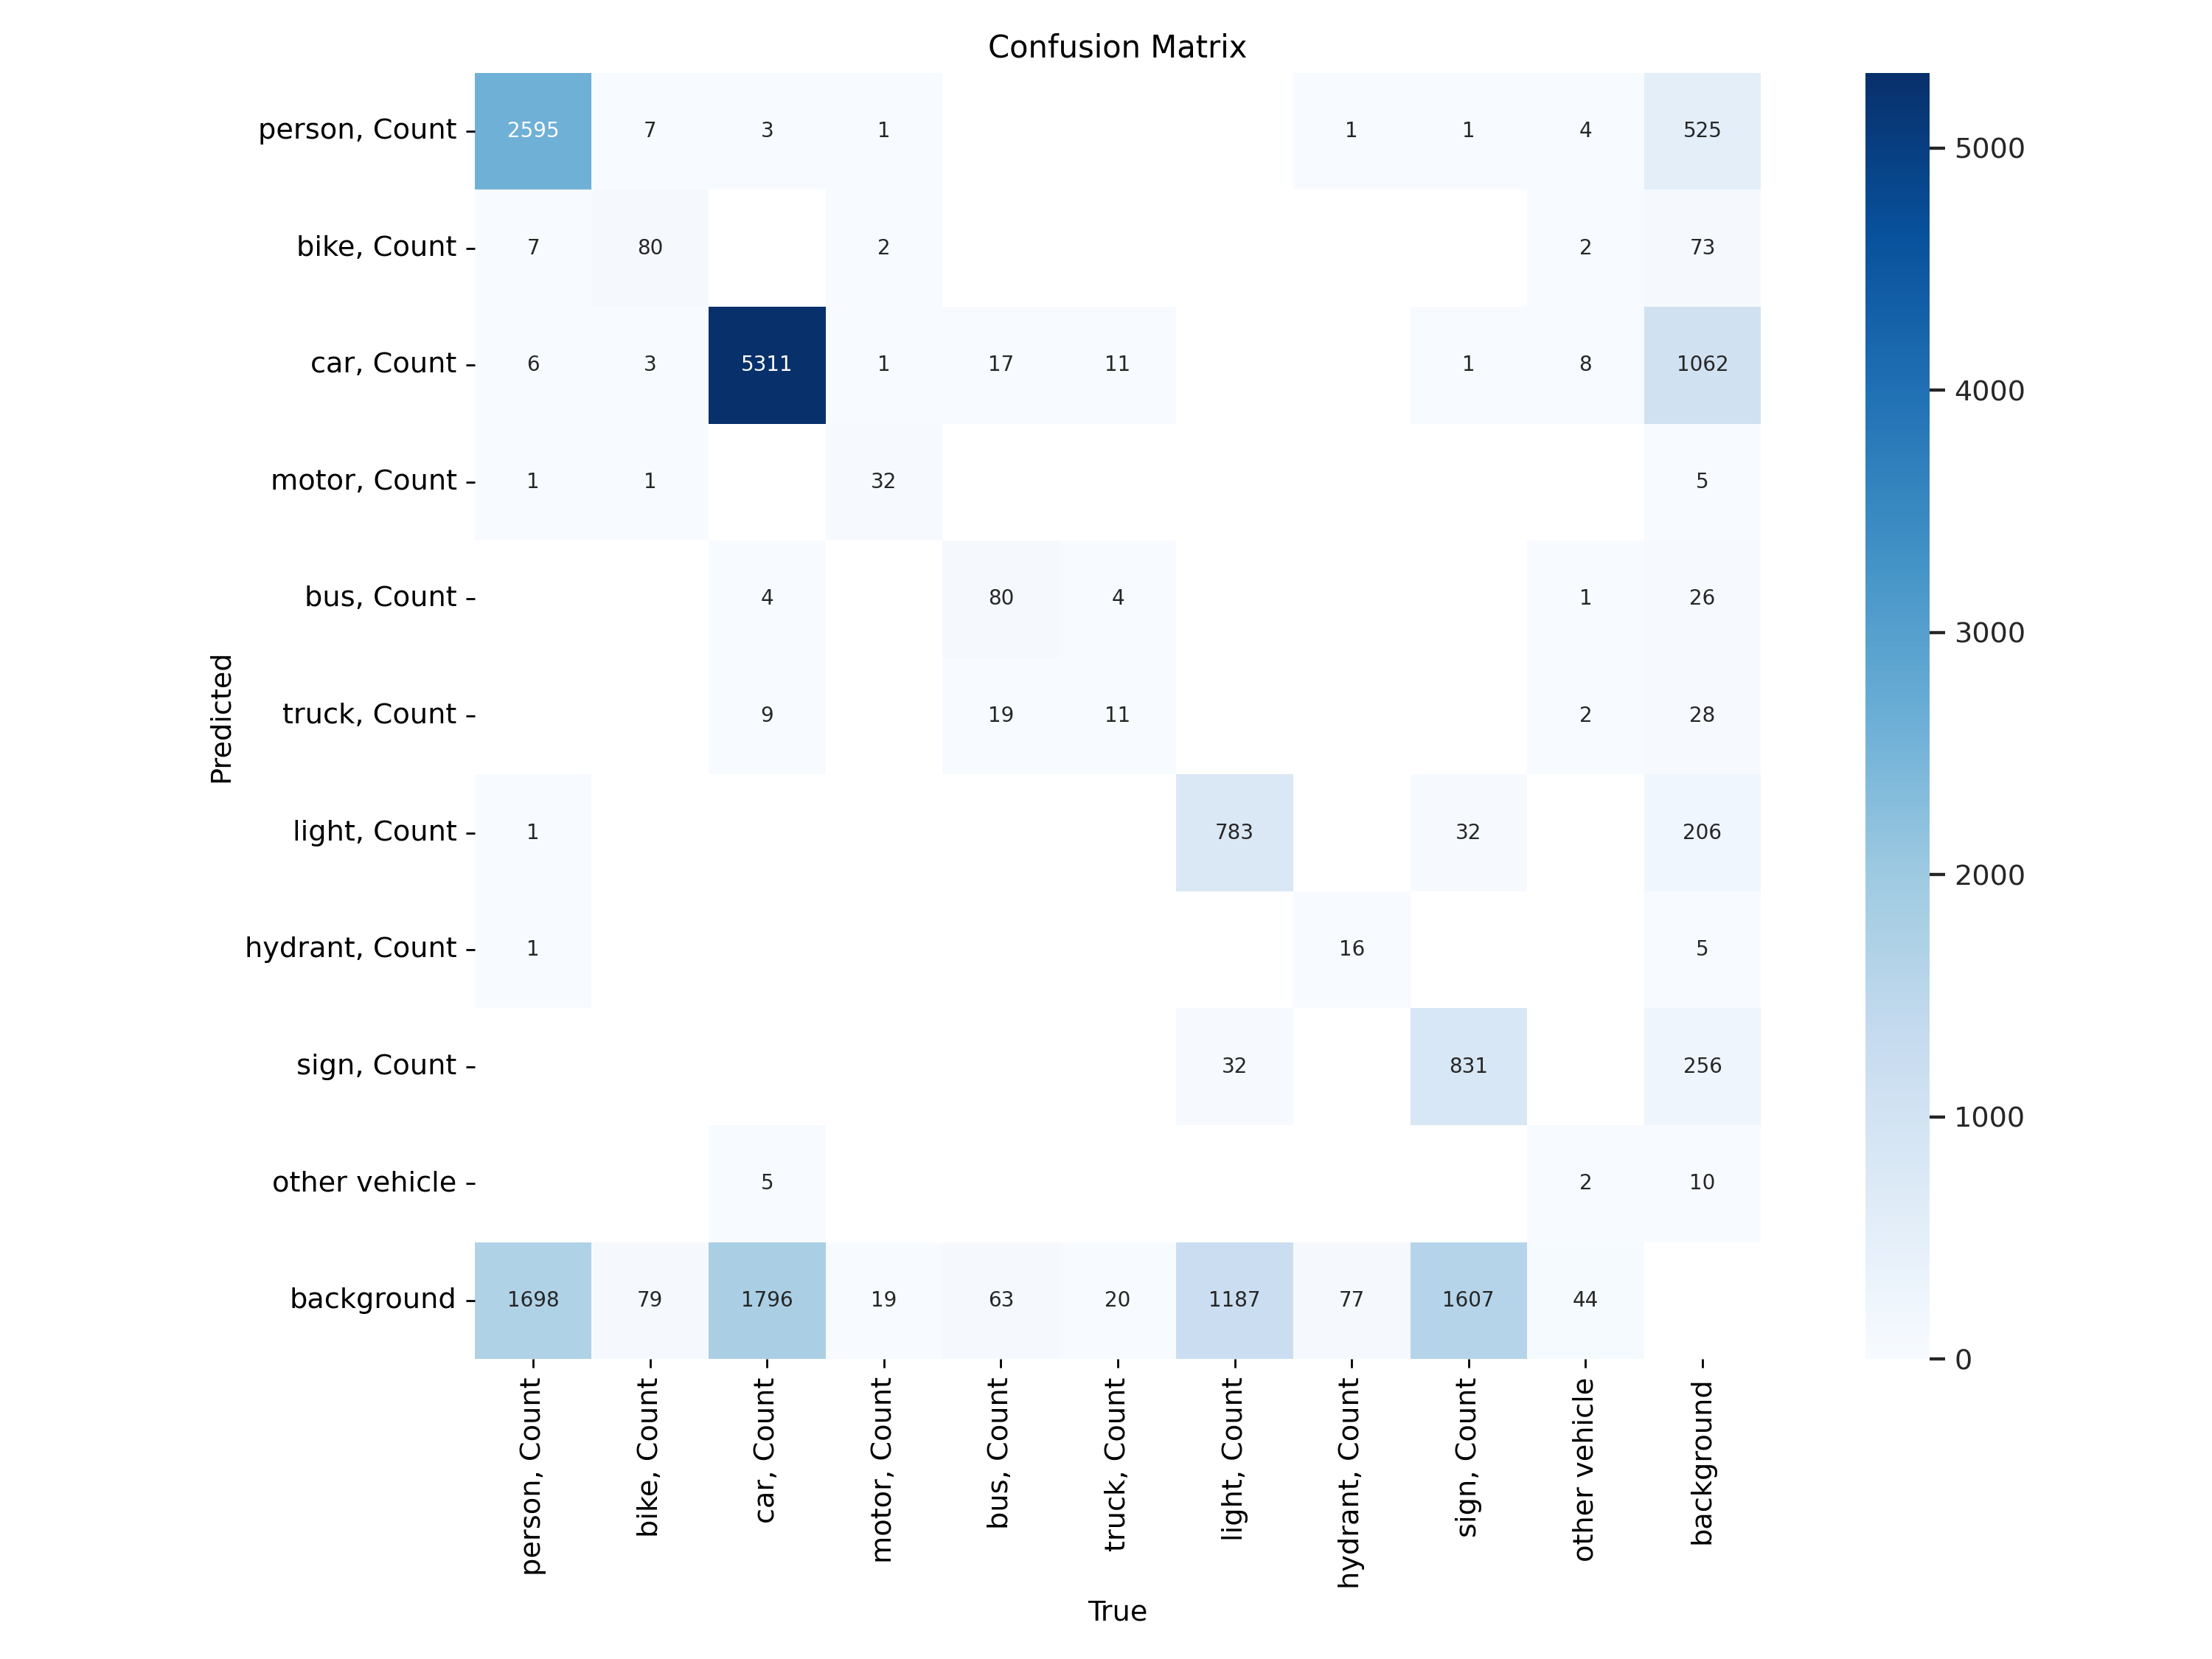 Confusion Matrix
person, Count 2595 7 3 1 1 1 4 525
bike, Count 7 80 2 2 73
car, Count 6 3 5311 1 17 11 1 8 1062
motor, Count 1 1 32 5
bus, Count 4 80 4 1 26
truck, Count 9 19 11 2 28
light, Count 1 783 32 206
hydrant, Count 1 16 5
sign, Count 32 831 256
other vehicle 5 2 10
background 1698 79 1796 19 63 20 1187 77 1607 44
Predicted
person, Count
bike, Count
car, Count
motor, Count
bus, Count
truck, Count
light, Count
hydrant, Count
sign, Count
other vehicle
background
True
5000
4000
3000
2000
1000
0